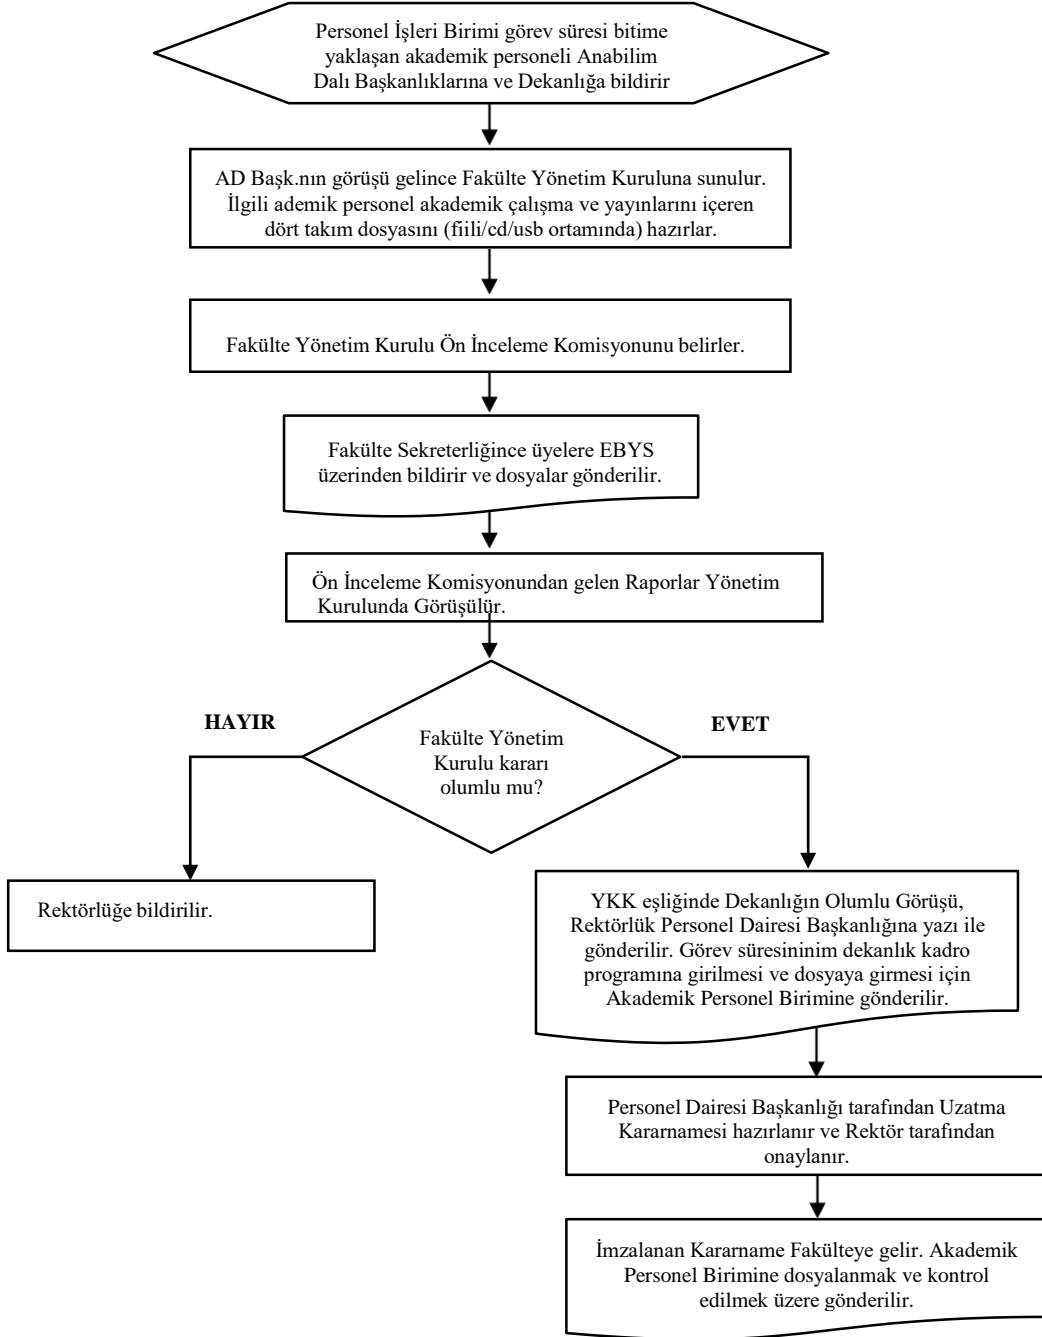 Personel İşleri Birimi görev süresi bitime
yaklaşan akademik personeli Anabilim
Dalı Başkanlıklarına ve Dekanlığa bildirir
AD Başk.nın görüşü gelince Fakülte Yönetim Kuruluna sunulur.
İlgili ademik personel akademik çalışma ve yayınlarını içeren
dört takım dosyasını (fiili/cd/usb ortamında) hazırlar.
Fakülte Yönetim Kurulu Ön İnceleme Komisyonunu belirler.
Fakülte Sekreterliğince üyelere EBYS
üzerinden bildirir ve dosyalar gönderilir.
Ön İnceleme Komisyonundan gelen Raporlar Yönetim
Kurulunda Görüşülür.
HAYIR
EVET
Fakülte Yönetim
Kurulu kararı
olumlu mu?
Rektörlüğe bildirilir.
YKK eşliğinde Dekanlığın Olumlu Görüşü,
Rektörlük Personel Dairesi Başkanlığına yazı ile
gönderilir. Görev süresininim dekanlık kadro
programına girilmesi ve dosyaya girmesi için
Akademik Personel Birimine gönderilir.
Personel Dairesi Başkanlığı tarafından Uzatma
Kararnamesi hazırlanır ve Rektör tarafından
onaylanır.
İmzalanan Kararname Fakülteye gelir. Akademik
Personel Birimine dosyalanmak ve kontrol
edilmek üzere gönderilir.